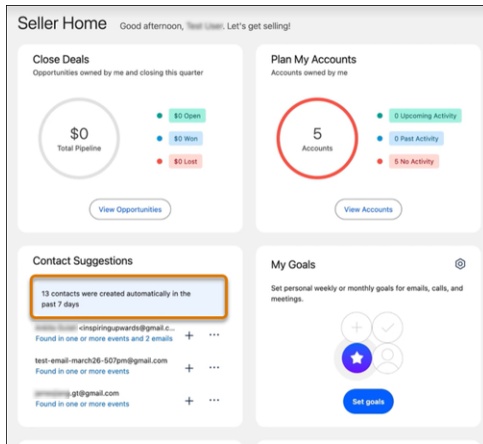 Seller Home
Good afternoon, Let's get selling!
Close Deals
Opportunities owned by me and closing this quarter
$0
Total Pipeline
$0 Open
$0 Won
$0 Lost
View Opportunities
Plan My Accounts
Accounts owned by me
5
Accounts
0 Upcoming Activity
0 Past Activity
5 No Activity
View Accounts
Contact Suggestions
13 contacts were created automatically in the
past 7 days
<inspiringupwards@gmail.c...
Found in one or more events and 2 emails
test-email-march26-507pm@gmail.com
Found in one or more events
.gt@gmail.com
Found in one or more events
My Goals
Set personal weekly or monthly goals for emails, calls, and
meetings.
Set goals